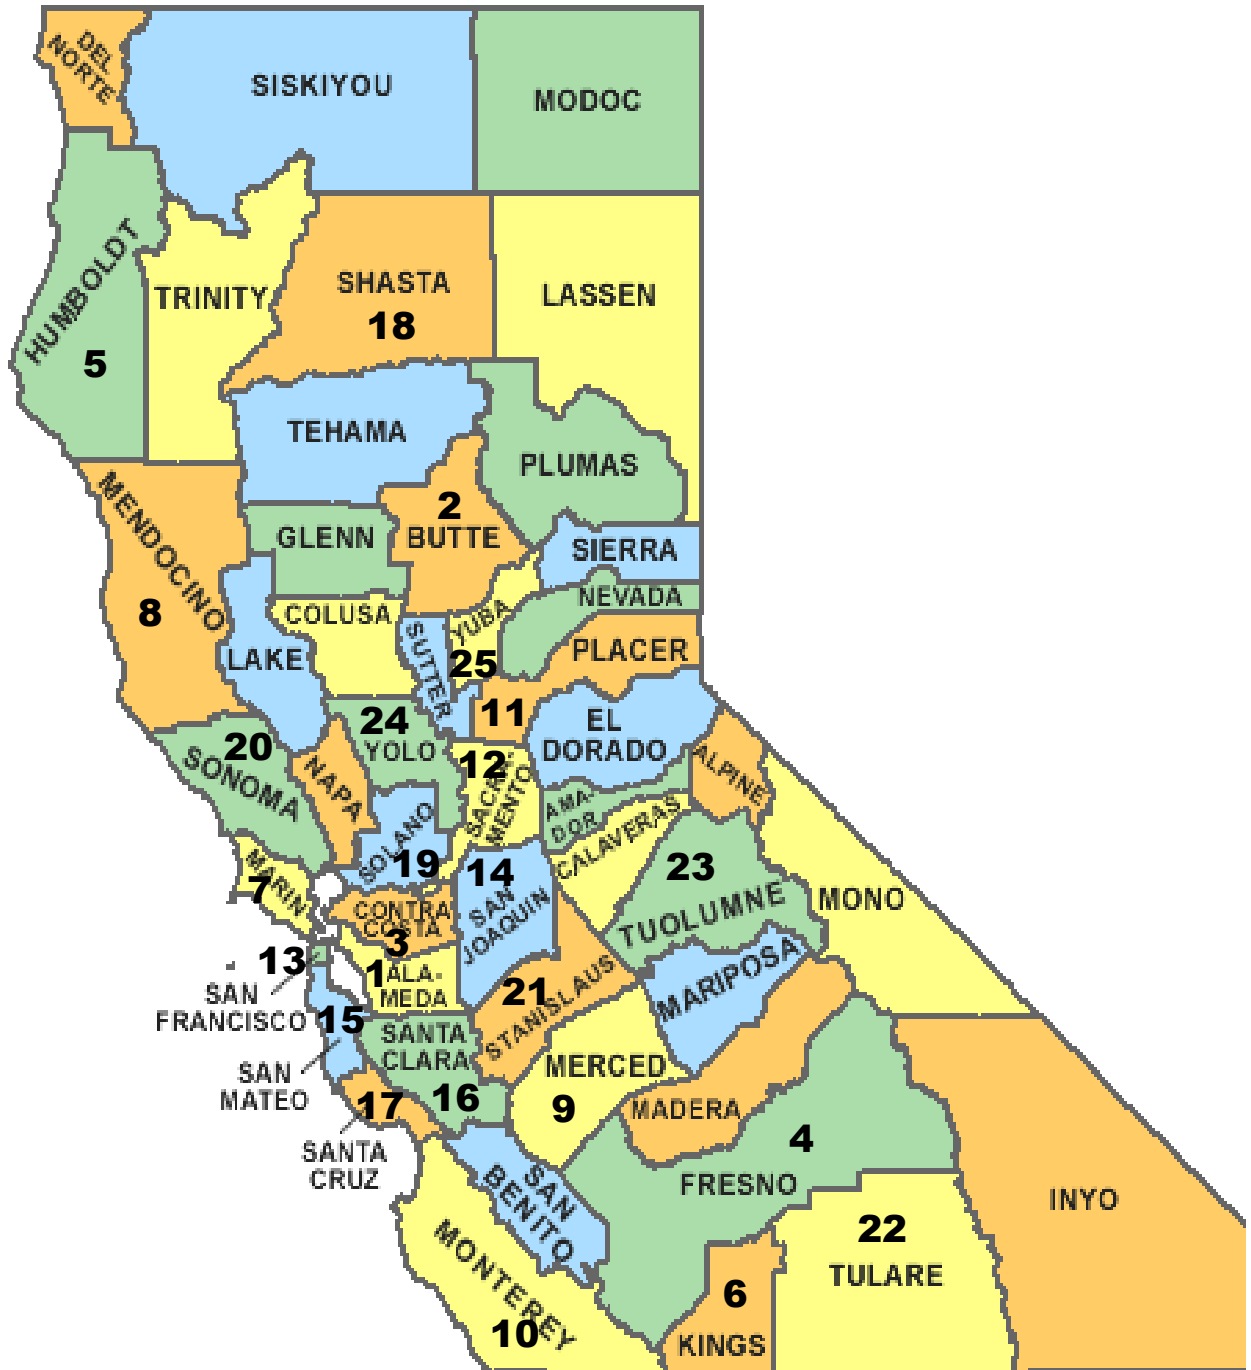 DEL
NORTE
SISKIYOU
MODOC
HUMBOLDT
5
TRINITY
SHASTA
18
LASSEN
TEHAMA
PLUMAS
MENDOCINO
8
GLENN
2
BUTTE
SIERRA
NEVADA
COLUSA
LAKE
SUTTER
YUBA
25
PLACER
11
24
YOLO
EL
DORADO
20
SONOMA
NAPA
12
SACRA-
MENTO
ALPINE
AMA-
DOR
CALAVERAS
SOLANO
19
7
MARIN
14
SAN
JOAQUIN
23
TUOLUMNE
MONO
CONTRA
COSTA
3
13
SAN
FRANCISCO
1
ALA-
MEDA
21
STANISLAUS
MARIPOSA
15
SAN
MATEO
SANTA
CLARA
16
MERCED
9
MADERA
17
SANTA
CRUZ
4
FRESNO
SAN
BENITO
INYO
22
TULARE
MONTEREY
10
6
KINGS